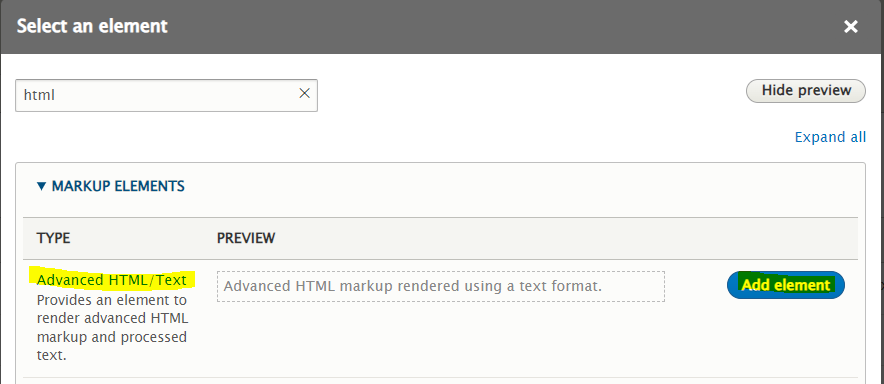 Select an element
html
Hide preview
Expand all
MARKUP ELEMENTS
TYPE PREVIEW
Advanced HTML/Text
Provides an element to
render advanced HTML
markup and processed
text.
Advanced HTML markup rendered using a text format.
Add element